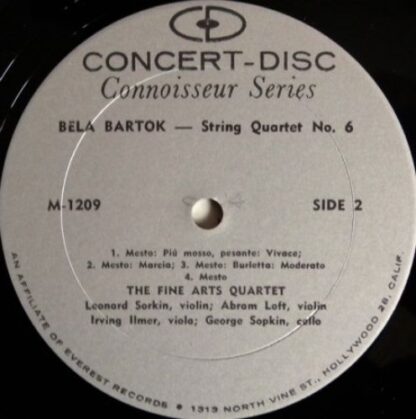 CD
CONCERT-DISC
Connoisseur Series
BELA BARTOK — String Quartet No. 6
M-1209
SIDE 2
1. Mesto: Più mosso, pesante: Vivace;
2. Mesto: Marcia; 3. Mesto: Burletta: Moderato
4. Mesto
THE FINE ARTS QUARTET
Leonard Sorkin, violin; Abram Loft, violin
Irving Ilmer, viola; George Sopkin, cello
AN AFFILIATE OF EVEREST RECORDS • 1313 NORTH VINE ST., HOLLYWOOD 28, CALIF.